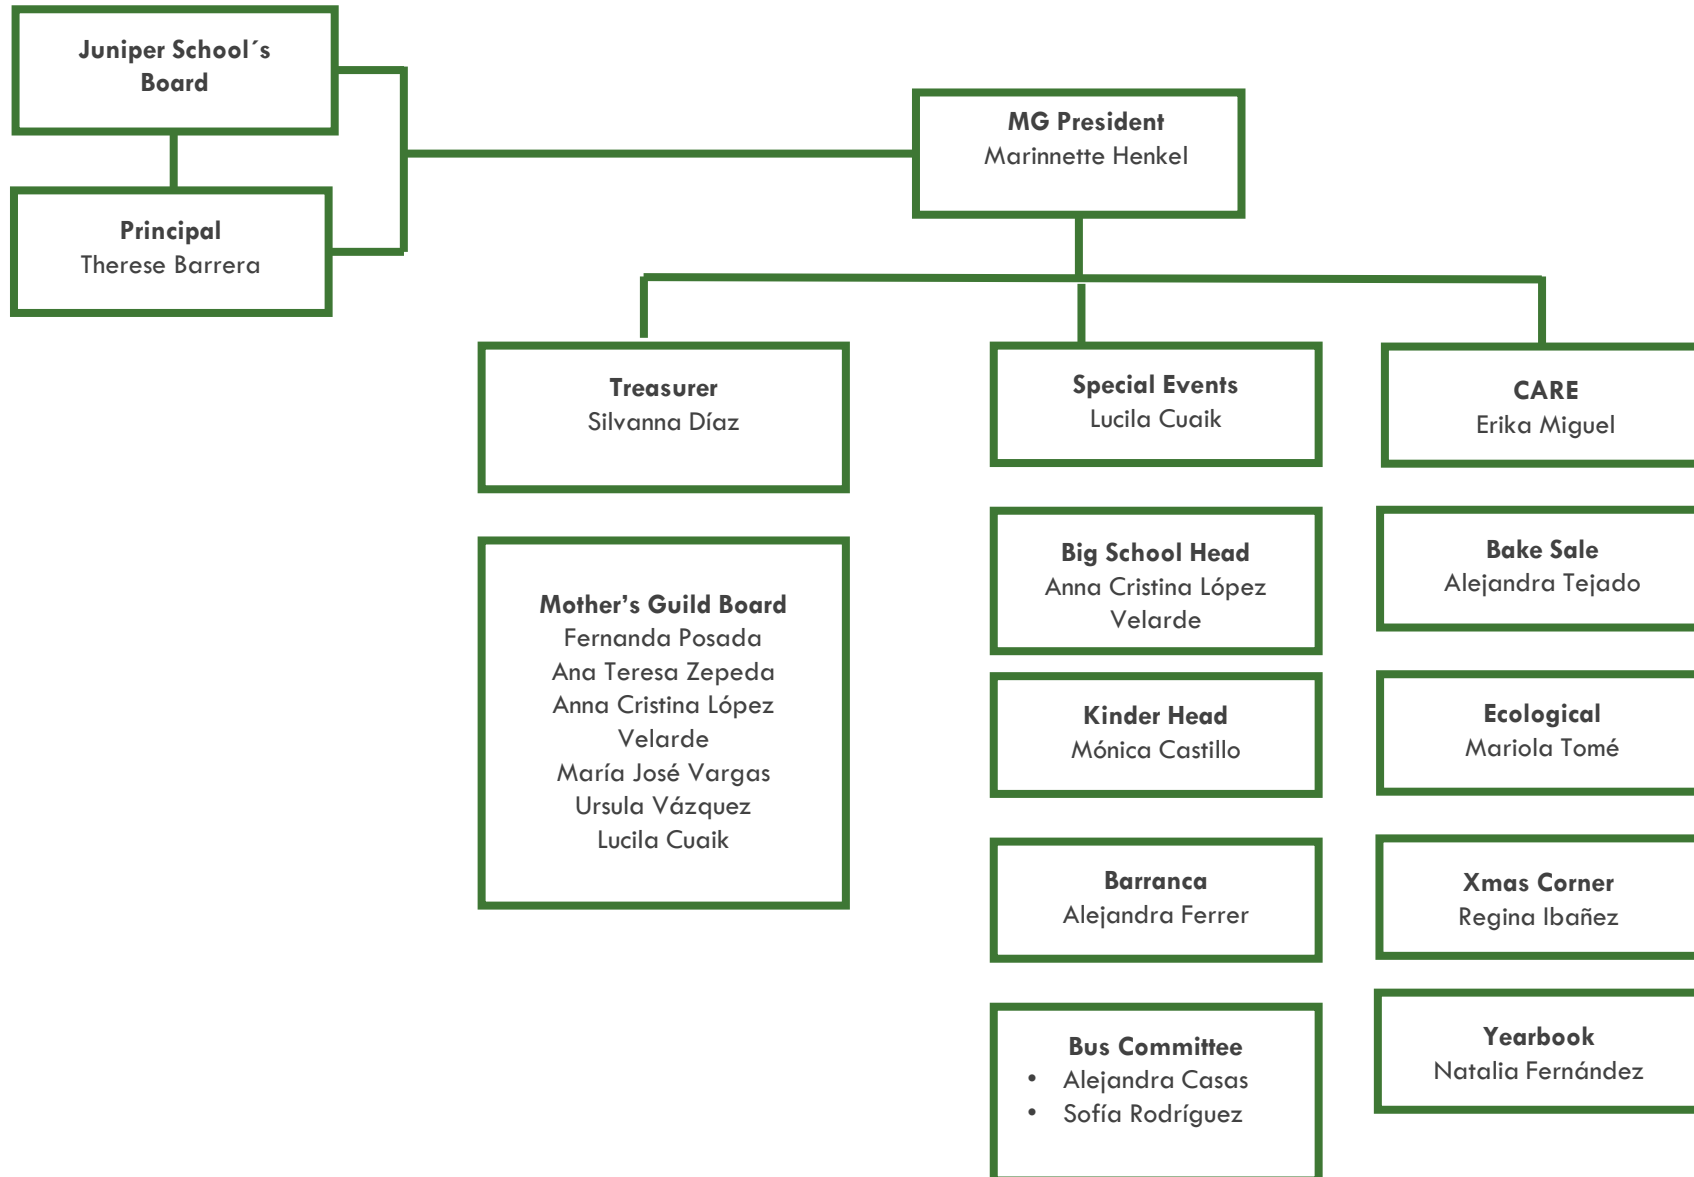 Juniper School´s
Board
Principal
Therese Barrera
MG President
Marinnette Henkel
Treasurer
Silvanna Díaz
Mother’s Guild Board
Fernanda Posada
Ana Teresa Zepeda
Anna Cristina López
Velarde
María José Vargas
Ursula Vázquez
Lucila Cuaik
Special Events
Lucila Cuaik
Big School Head
Anna Cristina López
Velarde
Kinder Head
Mónica Castillo
Barranca
Alejandra Ferrer
Bus Committee
• Alejandra Casas
• Sofía Rodríguez
CARE
Erika Miguel
Bake Sale
Alejandra Tejado
Ecological
Mariola Tomé
Xmas Corner
Regina Ibañez
Yearbook
Natalia Fernández